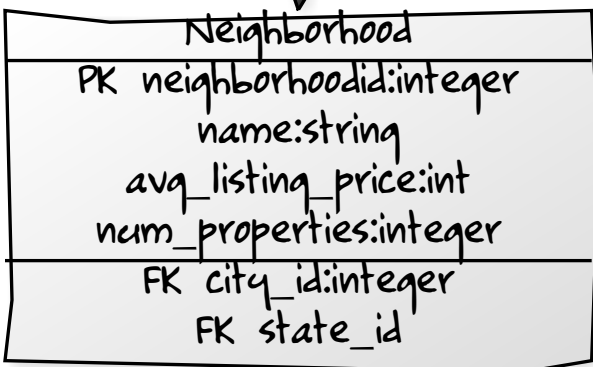 Neighborhood
PK neighborhoodid:integer
name:string
avg_listing_price:int
num_properties:integer
FK city_id:integer
FK state_id